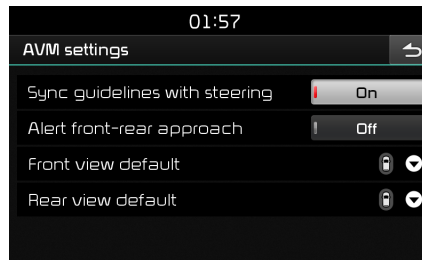 01:57
AVM settings
Sync guidelines with steering On
Alert front-rear approach Off
Front view default
Rear view default